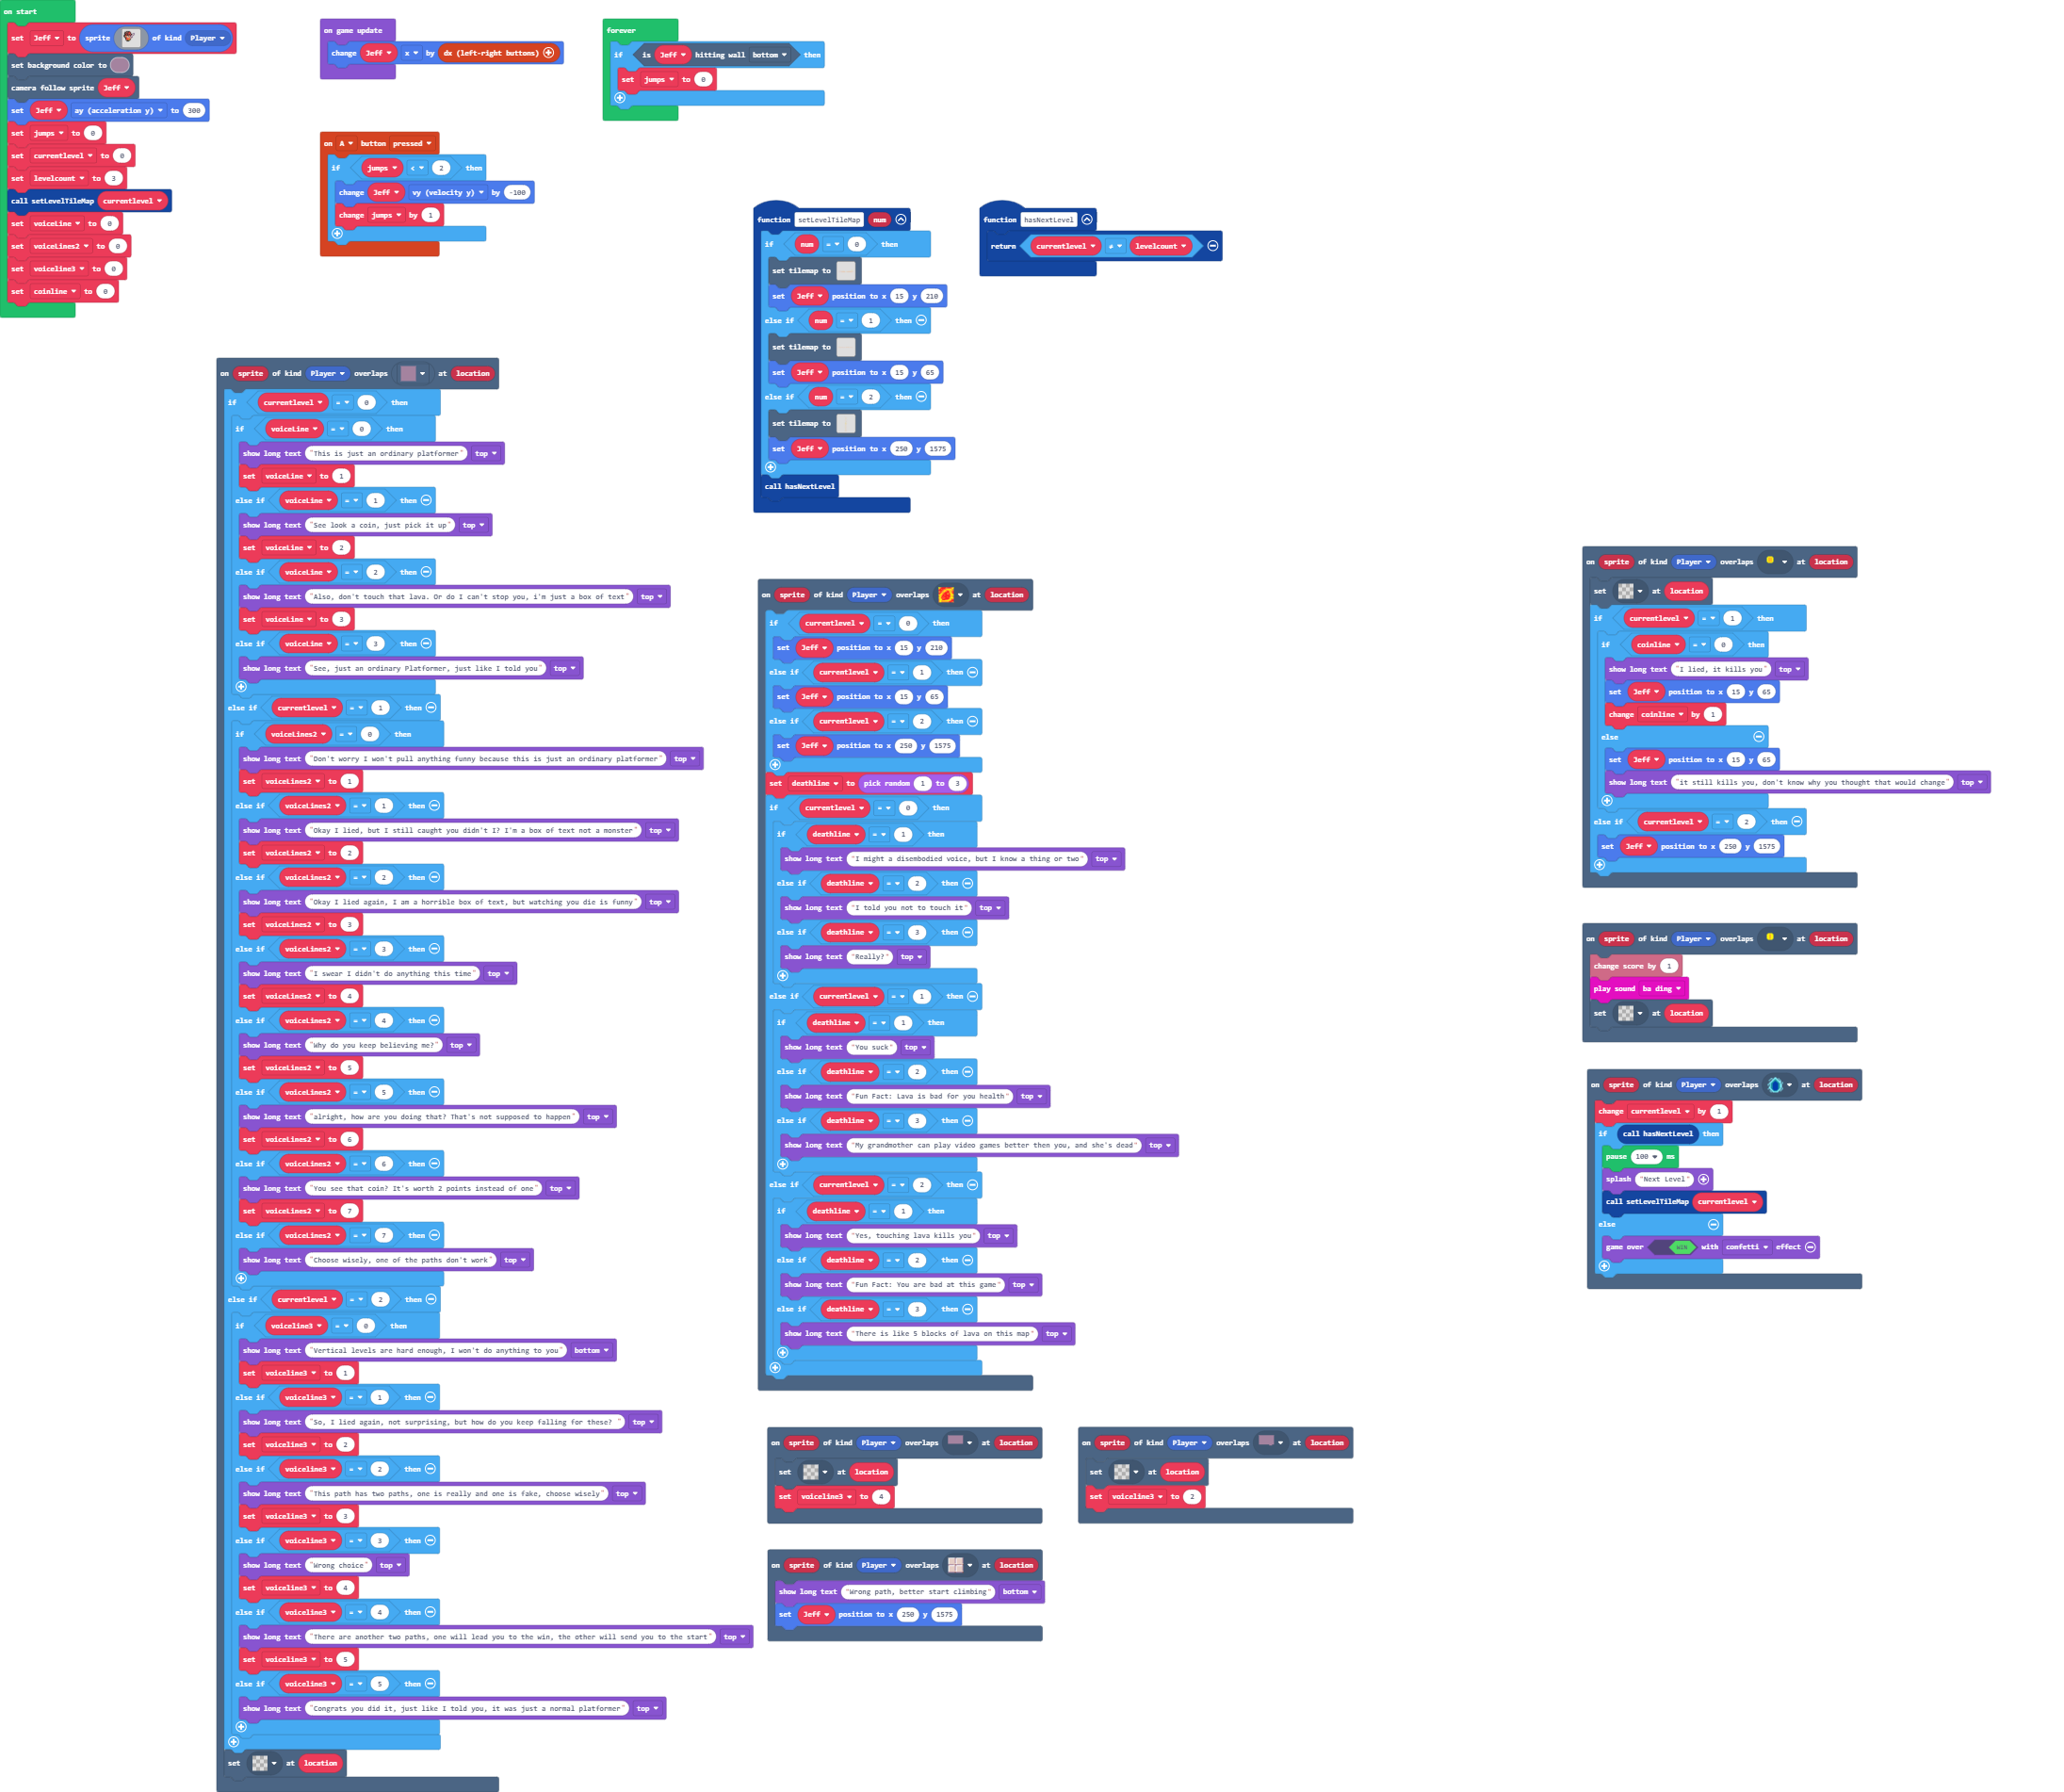 on start
set Jeff to sprite of kind Player
set background color to
camera follow sprite Jeff
set Jeff ay (acceleration y) to 300
set jumps to 0
set currentlevel to 0
set levelcount to 3
call setLevelTileMap currentlevel
set voiceLine to 0
set voiceLines2 to 0
set voiceline3 to 0
set coinline to 0
on game update
change Jeff x by dx (left-right buttons)
forever
if is Jeff hitting wall bottom then
set jumps to 0
on A button pressed
if jumps < 2 then
change Jeff vy (velocity y) by -100
change jumps by 1
function setLevelTileMap num
if num = 0 then
set tilemap to
set Jeff position to x 15 y 210
else if num = 1 then
set tilemap to
set Jeff position to x 15 y 65
else if num = 2 then
set tilemap to
set Jeff position to x 250 y 1575
call hasNextLevel
function hasNextLevel
return currentlevel ≠ levelcount
on sprite of kind Player overlaps at location
if currentlevel = 0 then
if voiceLine = 0 then
show long text "This is just an ordinary platformer" top
set voiceLine to 1
else if voiceLine = 1 then
show long text "See look a coin, just pick it up" top
set voiceLine to 2
else if voiceLine = 2 then
show long text "Also, don't touch that lava. Or do I can't stop you, i'm just a box of text" top
set voiceLine to 3
else if voiceLine = 3 then
show long text "See, just an ordinary Platformer, just like I told you" top
else if currentlevel = 1 then
if voiceLines2 = 0 then
show long text "Don't worry I won't pull anything funny because this is just an ordinary platformer" top
set voiceLines2 to 1
else if voiceLines2 = 1 then
show long text "Okay I lied, but I still caught you didn't I? I'm a box of text not a monster" top
set voiceLines2 to 2
else if voiceLines2 = 2 then
show long text "Okay I lied again, I am a horrible box of text, but watching you die is funny" top
set voiceLines2 to 3
else if voiceLines2 = 3 then
show long text "I swear I didn't do anything this time" top
set voiceLines2 to 4
else if voiceLines2 = 4 then
show long text "Why do you keep believing me?" top
set voiceLines2 to 5
else if voiceLines2 = 5 then
show long text "alright, how are you doing that? That's not supposed to happen" top
set voiceLines2 to 6
else if voiceLines2 = 6 then
show long text "You see that coin? It's worth 2 points instead of one" top
set voiceLines2 to 7
else if voiceLines2 = 7 then
show long text "Choose wisely, one of the paths don't work" top
else if currentlevel = 2 then
if voiceline3 = 0 then
show long text "Vertical levels are hard enough, I won't do anything to you" bottom
set voiceline3 to 1
else if voiceline3 = 1 then
show long text "So, I lied again, not surprising, but how do you keep falling for these? " top
set voiceline3 to 2
else if voiceline3 = 2 then
show long text "This path has two paths, one is really and one is fake, choose wisely" top
set voiceline3 to 3
else if voiceline3 = 3 then
show long text "Wrong choice" top
set voiceline3 to 4
else if voiceline3 = 4 then
show long text "There are another two paths, one will lead you to the win, the other will send you to the start" top
set voiceline3 to 5
else if voiceline3 = 5 then
show long text "Congrats you did it, just like I told you, it was just a normal platformer" top
set at location
on sprite of kind Player overlaps at location
if currentlevel = 0 then
set Jeff position to x 15 y 210
else if currentlevel = 1 then
set Jeff position to x 15 y 65
else if currentlevel = 2 then
set Jeff position to x 250 y 1575
set deathline to pick random 1 to 3
if currentlevel = 0 then
if deathline = 1 then
show long text "I might a disembodied voice, but I know a thing or two" top
else if deathline = 2 then
show long text "I told you not to touch it" top
else if deathline = 3 then
show long text "Really?" top
else if currentlevel = 1 then
if deathline = 1 then
show long text "You suck" top
else if deathline = 2 then
show long text "Fun Fact: Lava is bad for you health" top
else if deathline = 3 then
show long text "My grandmother can play video games better then you, and she's dead" top
else if currentlevel = 2 then
if deathline = 1 then
show long text "Yes, touching lava kills you" top
else if deathline = 2 then
show long text "Fun Fact: You are bad at this game" top
else if deathline = 3 then
show long text "There is like 5 blocks of lava on this map" top
on sprite of kind Player overlaps at location
set at location
set voiceline3 to 4
on sprite of kind Player overlaps at location
set at location
set voiceline3 to 2
on sprite of kind Player overlaps at location
show long text "Wrong path, better start climbing" bottom
set Jeff position to x 250 y 1575
on sprite of kind Player overlaps at location
set at location
if currentlevel = 1 then
if coinline = 0 then
show long text "I lied, it kills you" top
set Jeff position to x 15 y 65
change coinline by 1
else
set Jeff position to x 15 y 65
show long text "it still kills you, don't know why you thought that would change" top
else if currentlevel = 2 then
set Jeff position to x 250 y 1575
on sprite of kind Player overlaps at location
change score by 1
play sound ba ding
set at location
on sprite of kind Player overlaps at location
change currentlevel by 1
if call hasNextLevel then
pause 100 ms
splash "Next Level"
call setLevelTileMap currentlevel
else
game over WIN with confetti effect